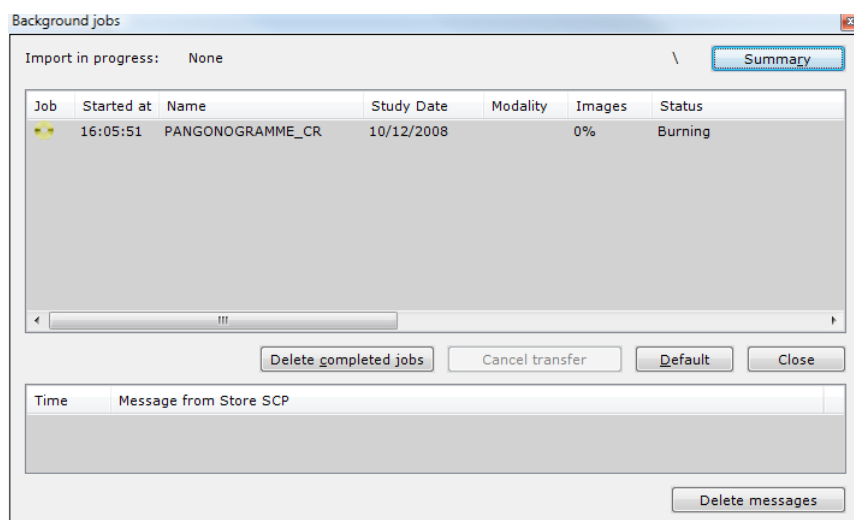 Background jobs
Import in progress: None \ Summary
Job Started at Name Study Date Modality Images Status
16:05:51 PANGONOGRAMME_CR 10/12/2008 0% Burning
Delete completed jobs Cancel transfer Default Close
Time Message from Store SCP
Delete messages